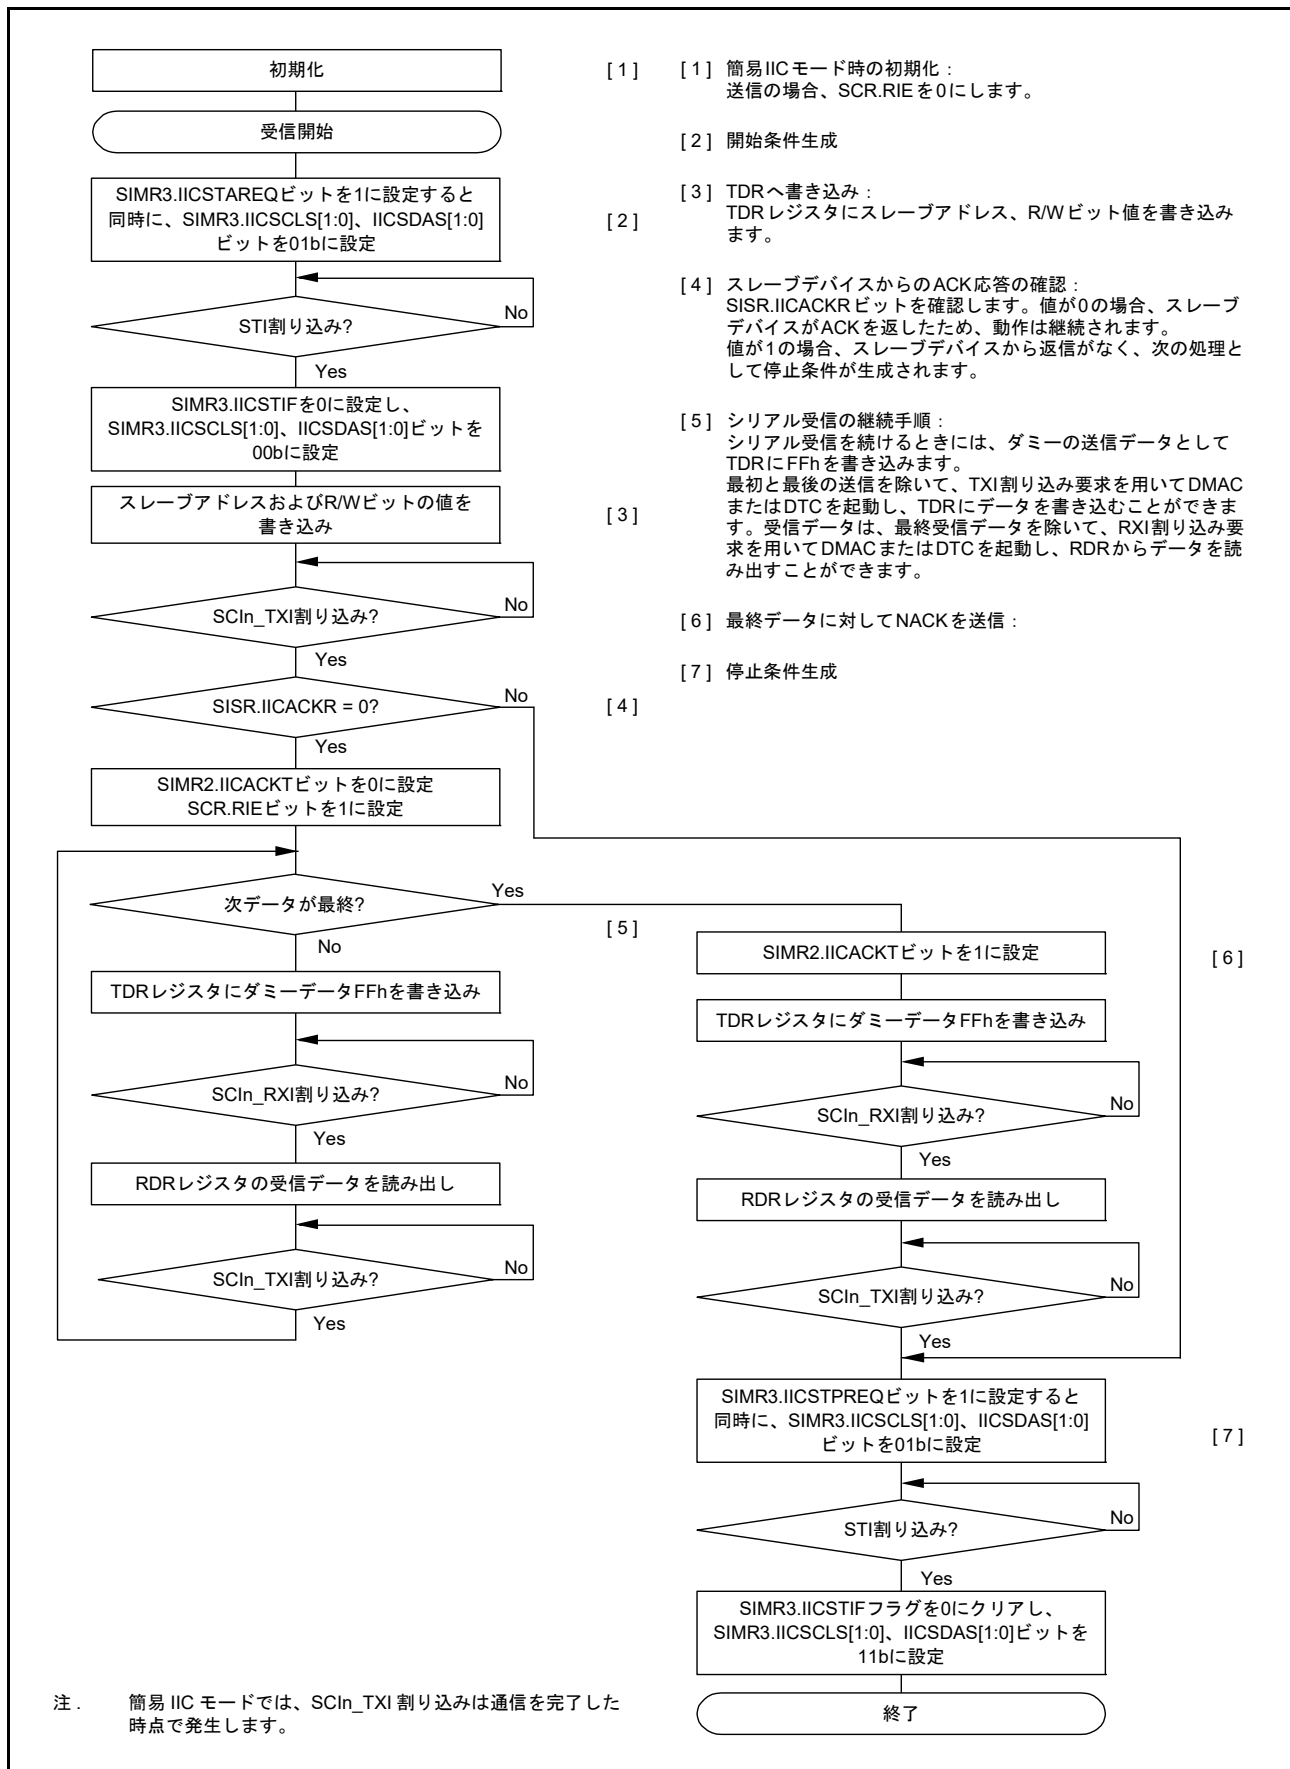 初期化
[ 1 ]
受信開始
SIMR3.IICSTAREQビットを1に設定すると
同時に、SIMR3.IICSCLS[1:0]、IICSDAS[1:0]
ビットを01bに設定
[ 2 ]
STI割り込み?
No
Yes
SIMR3.IICSTIFを0に設定し、
SIMR3.IICSCLS[1:0]、IICSDAS[1:0]ビットを
00bに設定
スレーブアドレスおよびR/Wビットの値を
書き込み
[ 3 ]
SCIn_TXI割り込み?
No
Yes
SISR.IICACKR = 0?
No
[ 4 ]
Yes
SIMR2.IICACKTビットを0に設定
SCR.RIEビットを1に設定
次データが最終?
Yes
[ 5 ]
No
TDRレジスタにダミーデータFFhを書き込み
SCIn_RXI割り込み?
No
Yes
RDRレジスタの受信データを読み出し
SCIn_TXI割り込み?
No
Yes
[ 1 ] 簡易IICモード時の初期化：
送信の場合、SCR.RIEを0にします。
[ 2 ] 開始条件生成
[ 3 ] TDRへ書き込み：
TDRレジスタにスレーブアドレス、R/Wビット値を書き込み
ます。
[ 4 ] スレーブデバイスからのACK応答の確認：
SISR.IICACKRビットを確認します。値が0の場合、スレーブ
デバイスがACKを返したため、動作は継続されます。
値が1の場合、スレーブデバイスから返信がなく、次の処理と
して停止条件が生成されます。
[ 5 ] シリアル受信の継続手順：
シリアル受信を続けるときには、ダミーの送信データとして
TDRにFFhを書き込みます。
最初と最後の送信を除いて、TXI割り込み要求を用いてDMAC
またはDTCを起動し、TDRにデータを書き込むことができま
す。受信データは、最終受信データを除いて、RXI割り込み要
求を用いてDMACまたはDTCを起動し、RDRからデータを読
み出すことができます。
[ 6 ] 最終データに対してNACKを送信：
[ 7 ] 停止条件生成
SIMR2.IICACKTビットを1に設定
[ 6 ]
TDRレジスタにダミーデータFFhを書き込み
SCIn_RXI割り込み?
No
Yes
RDRレジスタの受信データを読み出し
SCIn_TXI割り込み?
No
Yes
SIMR3.IICSTPREQビットを1に設定すると
同時に、SIMR3.IICSCLS[1:0]、IICSDAS[1:0]
ビットを01bに設定
[ 7 ]
STI割り込み?
No
Yes
SIMR3.IICSTIFフラグを0にクリアし、
SIMR3.IICSCLS[1:0]、IICSDAS[1:0]ビットを
11bに設定
終了
注 . 簡易 IIC モードでは、SCIn_TXI 割り込みは通信を完了した
時点で発生します。